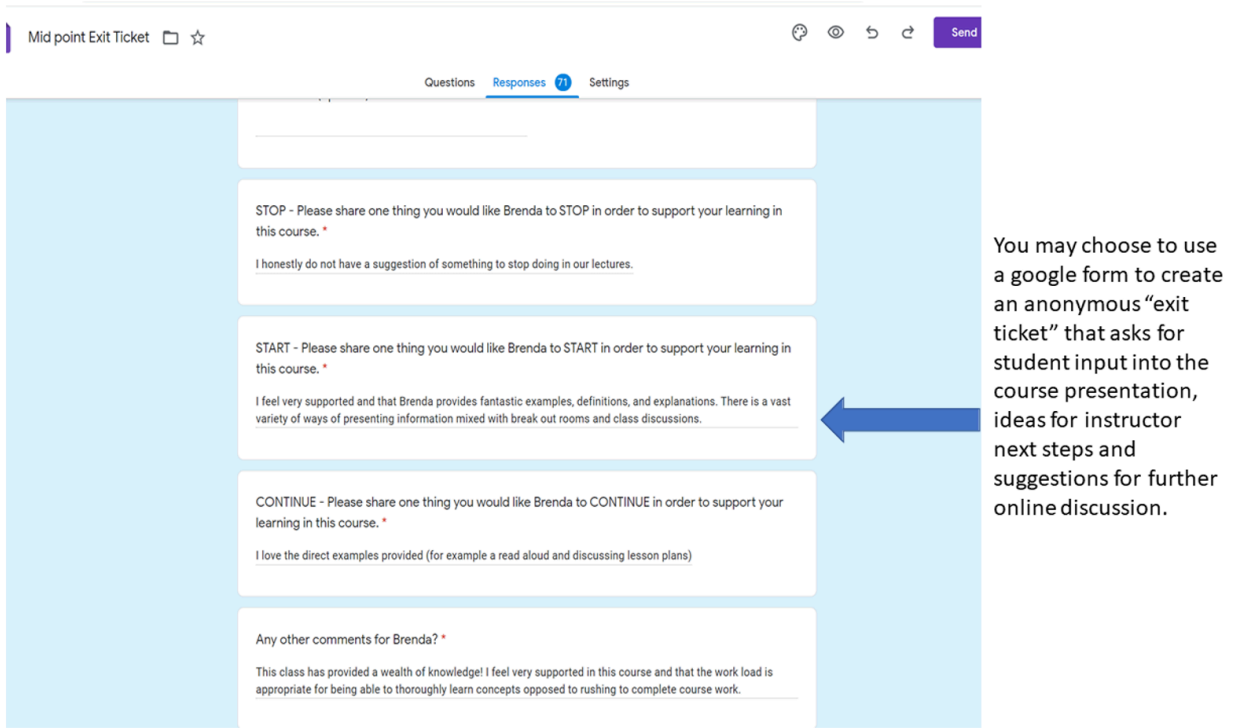 Mid point Exit Ticket
Send
Questions Responses 71 Settings
STOP - Please share one thing you would like Brenda to STOP in order to support your learning in
this course. *
I honestly do not have a suggestion of something to stop doing in our lectures.
START - Please share one thing you would like Brenda to START in order to support your learning in
this course. *
I feel very supported and that Brenda provides fantastic examples, definitions, and explanations. There is a vast
variety of ways of presenting information mixed with break out rooms and class discussions.
CONTINUE - Please share one thing you would like Brenda to CONTINUE in order to support your
learning in this course. *
I love the direct examples provided (for example a read aloud and discussing lesson plans)
Any other comments for Brenda? *
This class has provided a wealth of knowledge! I feel very supported in this course and that the work load is
appropriate for being able to thoroughly learn concepts opposed to rushing to complete course work.
You may choose to use
a google form to create
an anonymous “exit
ticket” that asks for
student input into the
course presentation,
ideas for instructor
next steps and
suggestions for further
online discussion.